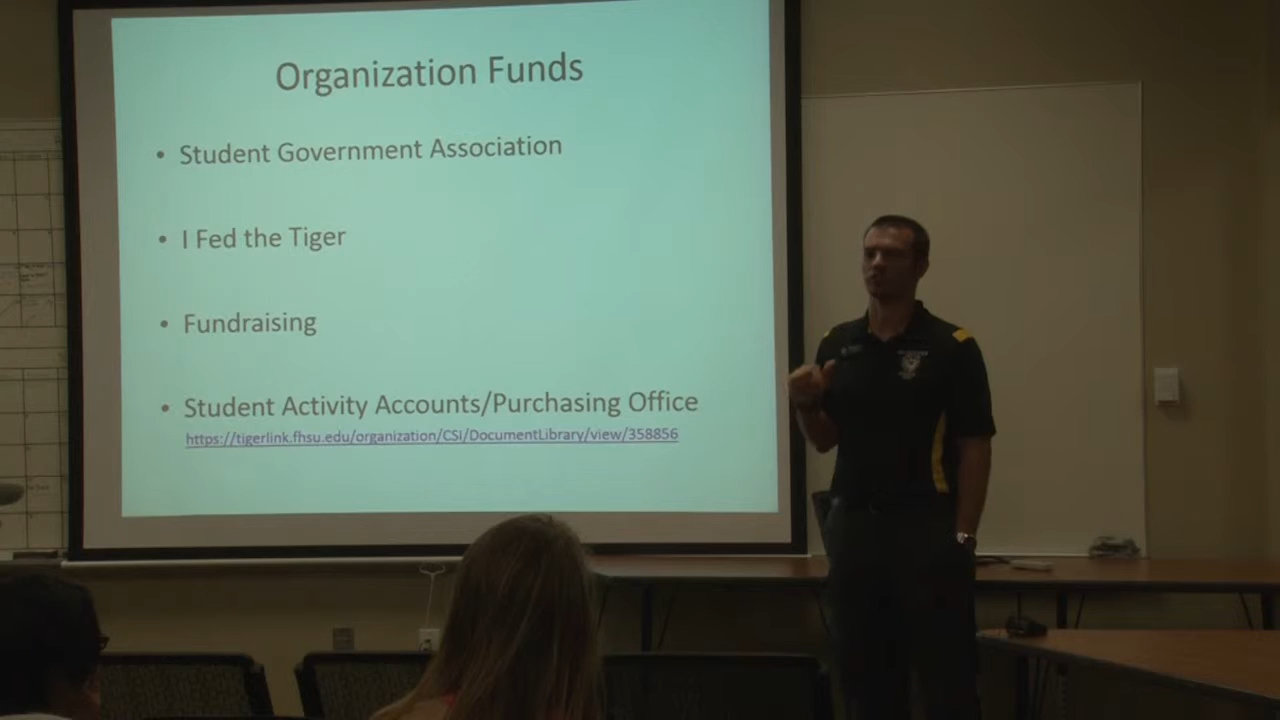 Organization Funds
• Student Government Association
• I Fed the Tiger
• Fundraising
• Student Activity Accounts/Purchasing Office
https://tigerlink.fhsu.edu/organization/CSI/DocumentLibrary/view/358856